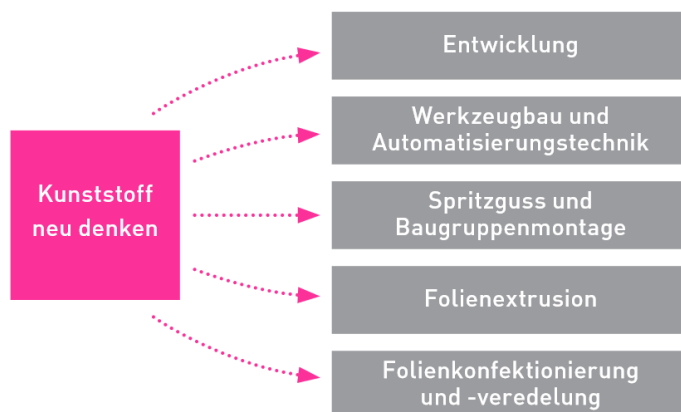 Kunststoff
neu denken
Entwicklung
Werkzeugbau und
Automatisierungstechnik
Spritzguss und
Baugruppenmontage
Folienextrusion
Folienkonfektionierung
und -veredelung